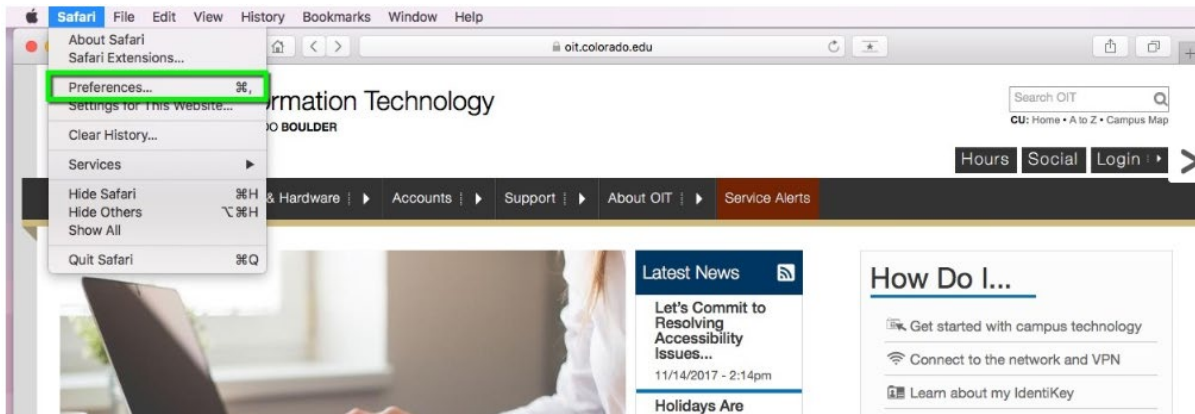 Safari File Edit View History Bookmarks Window Help
About Safari
Safari Extensions...
Preferences... ⌘,
Settings for This Website...
Clear History...
Services ▶
Hide Safari ⌘H
Hide Others ⌥⌘H
Show All
Quit Safari ⌘Q
oit.colorado.edu
rmation Technology
DO BOULDER
Search OIT
CU: Home • A to Z • Campus Map
Hours Social Login
& Hardware Accounts Support About OIT Service Alerts
Latest News
Let's Commit to
Resolving
Accessibility
Issues...
11/14/2017 - 2:14pm
Holidays Are
How Do I...
Get started with campus technology
Connect to the network and VPN
Learn about my IdentiKey